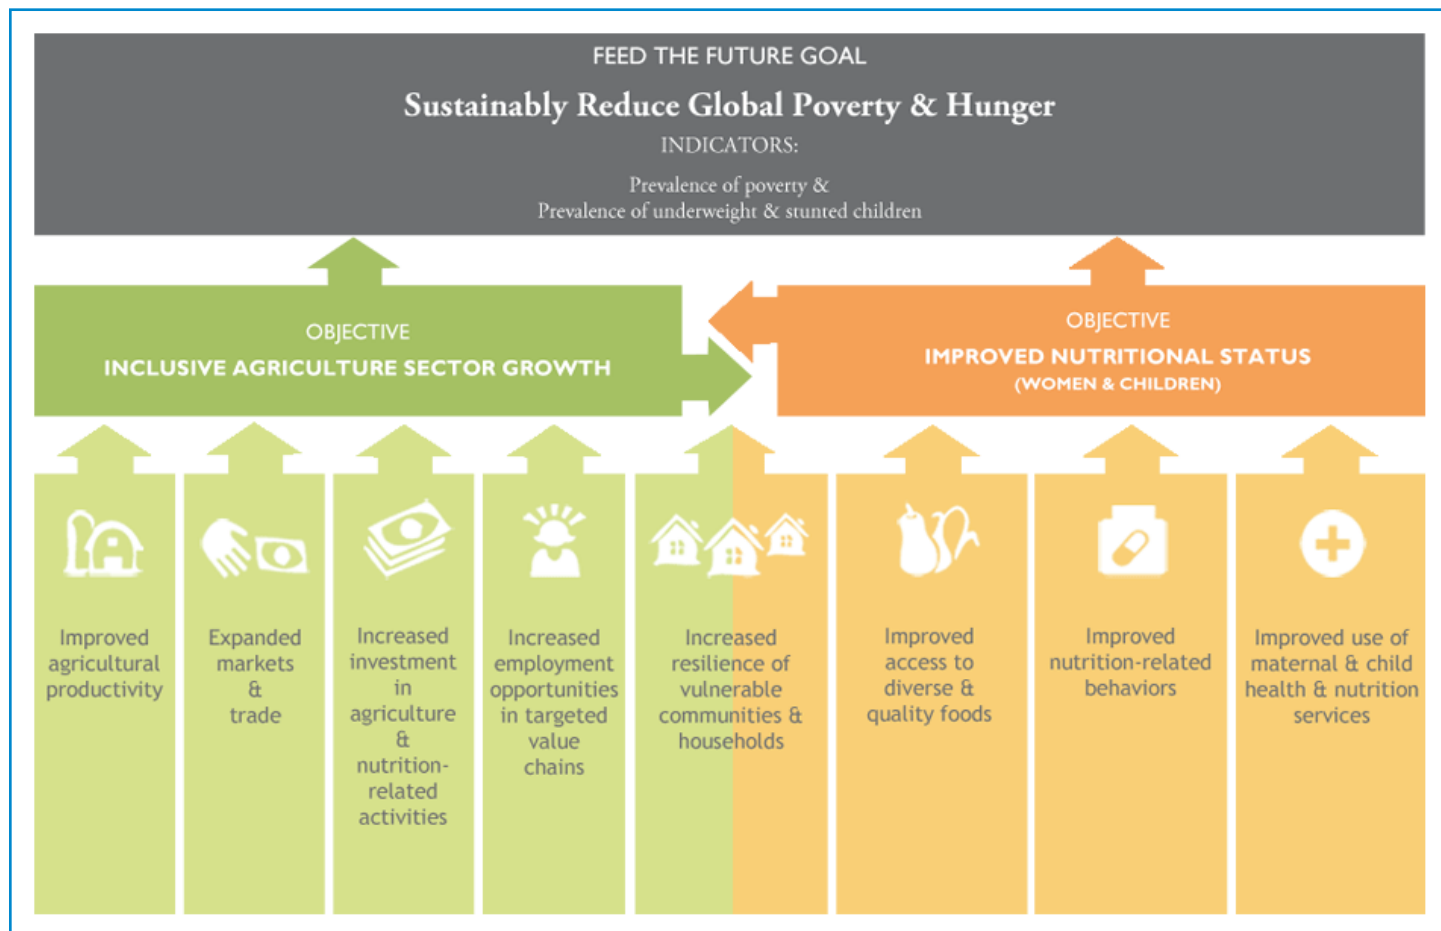 FEED THE FUTURE GOAL
Sustainably Reduce Global Poverty & Hunger
INDICATORS:
Prevalence of poverty &
Prevalence of underweight & stunted children
OBJECTIVE
INCLUSIVE AGRICULTURE SECTOR GROWTH
OBJECTIVE
IMPROVED NUTRITIONAL STATUS
(WOMEN & CHILDREN)
Improved
agricultural
productivity
Expanded
markets
&
trade
Increased
investment
in
agriculture
&
nutrition-
related
activities
Increased
employment
opportunities
in targeted
value
chains
Increased
resilience of
vulnerable
communities &
households
Improved
access to
diverse &
quality foods
Improved
nutrition-related
behaviors
Improved use of
maternal & child
health & nutrition
services